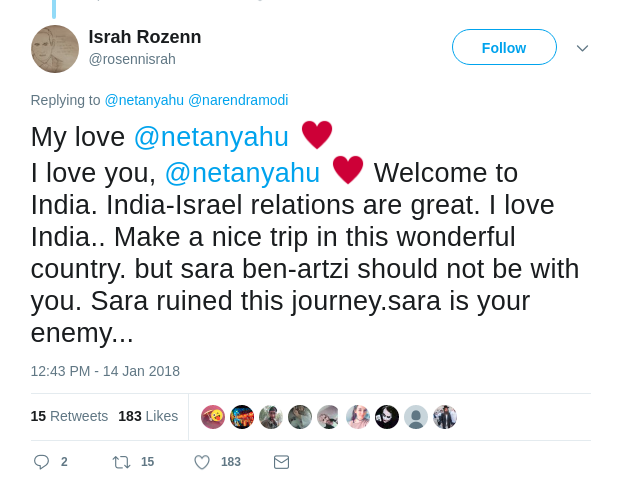 Israh Rozenn
@rosennisrah
Follow
Replying to @netanyahu @narendramodi
My love @netanyahu ❤
I love you, @netanyahu ❤ Welcome to
India. India-Israel relations are great. I love
India.. Make a nice trip in this wonderful
country. but sara ben-artzi should not be with
you. Sara ruined this journey.sara is your
enemy...
12:43 PM - 14 Jan 2018
15 Retweets 183 Likes
2 15 183